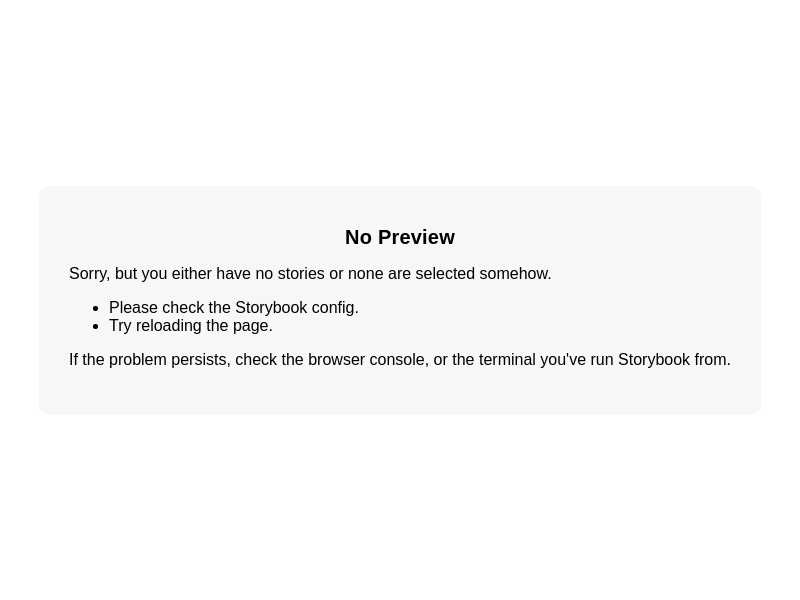 No Preview
Sorry, but you either have no stories or none are selected somehow.
Please check the Storybook config.
Try reloading the page.
If the problem persists, check the browser console, or the terminal you've run Storybook from.